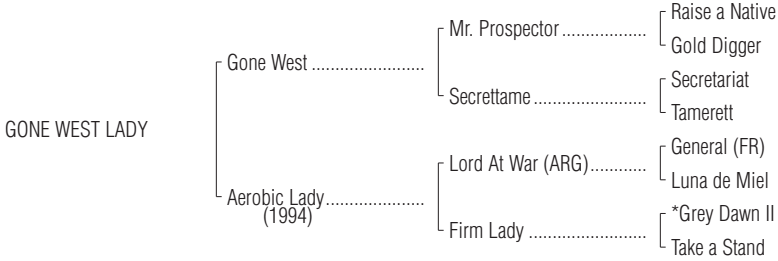 Raise a Native
Mr. Prospector ..................
Gold Digger
Gone West .......................
Secretariat
Secrettame ........................
Tamerett
GONE WEST LADY
General (FR)
Lord At War (ARG) ............
Luna de Miel
Aerobic Lady .....................
(1994)
*Grey Dawn II
Firm Lady .........................
Take a Stand